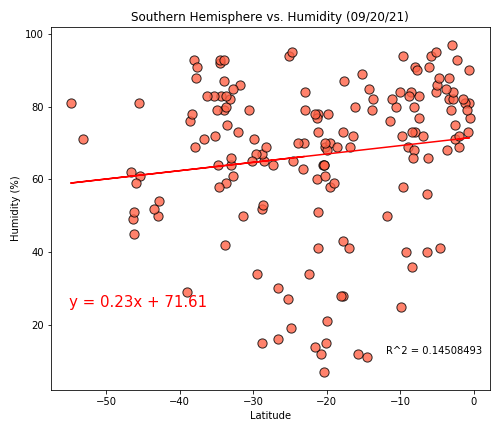 Southern Hemisphere vs. Humidity (09/20/21)
100
80
60
40
20
Humidity (%)
y = 0.23x + 71.61
R^2 = 0.14508493
−50
−40
−30
−20
−10
0
Latitude